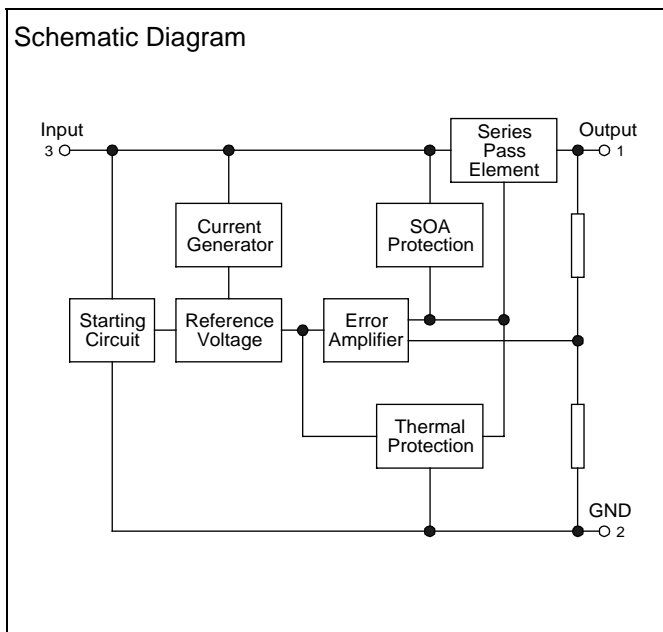 Schematic Diagram
Input
3
Series
Pass
Element
Output
1
Current
Generator
SOA
Protection
Starting
Circuit
Reference
Voltage
Error
Amplifier
Thermal
Protection
GND
2